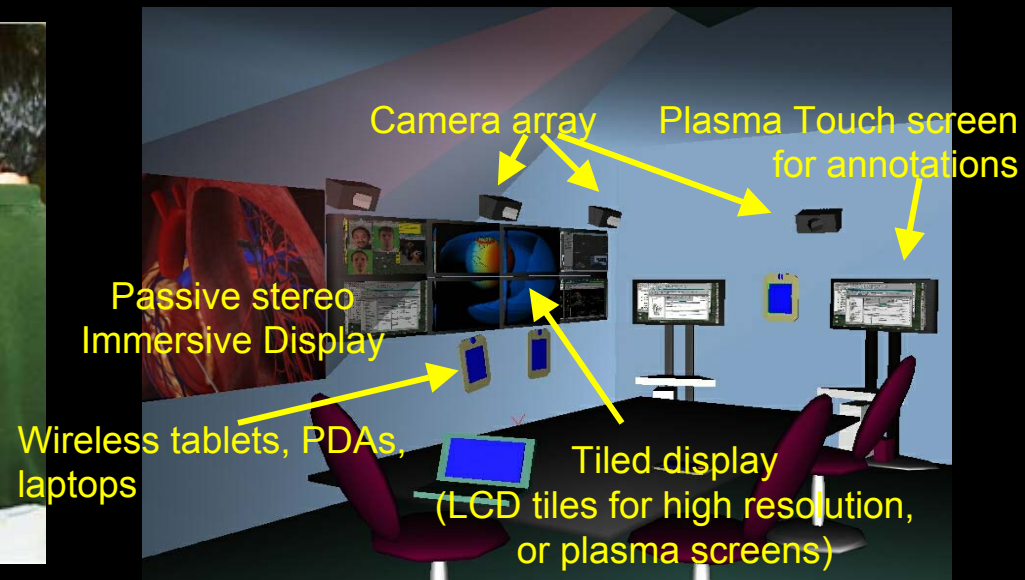 Camera array
Plasma Touch screen
for annotations
Passive stereo
Immersive Display
Wireless tablets, PDAs,
laptops
Tiled display
(LCD tiles for high resolution,
or plasma screens)